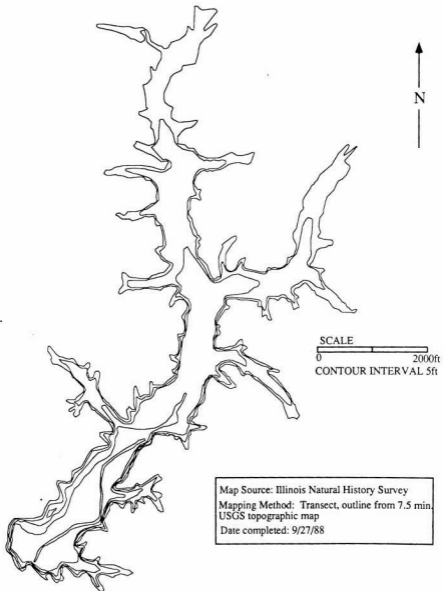 N
SCALE
0 2000ft
CONTOUR INTERVAL 5ft
Map Source: Illinois Natural History Survey
Mapping Method: Transect, outline from 7.5 min.
USGS topographic map
Date completed: 9/27/88